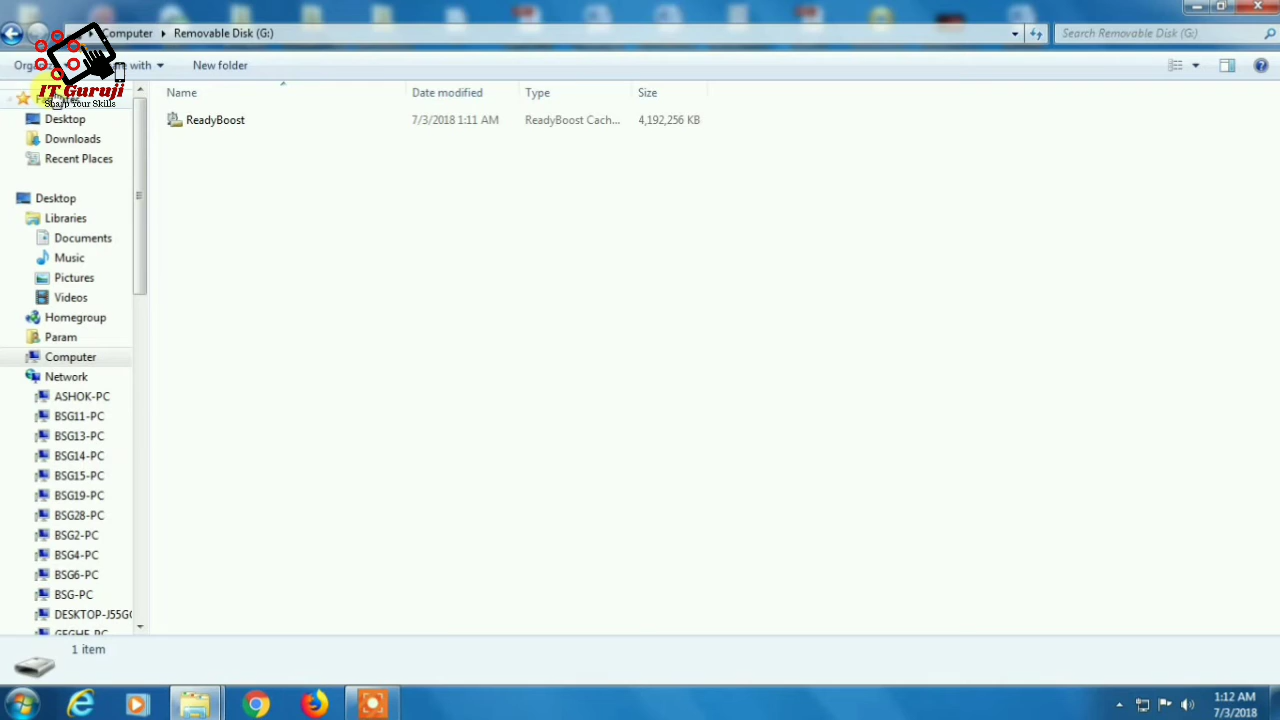 Computer Removable Disk (G:) Search Removable Disk (G:)
with New folder
IT Guruji
Sharp Your Skills
Name Date modified Type Size
ReadyBoost 7/3/2018 1:11 AM ReadyBoost Cach... 4,192,256 KB
Desktop
Downloads
Recent Places
Desktop
Libraries
Documents
Music
Pictures
Videos
Homegroup
Param
Computer
Network
ASHOK-PC
BSG11-PC
BSG13-PC
BSG14-PC
BSG15-PC
BSG19-PC
BSG28-PC
BSG2-PC
BSG4-PC
BSG6-PC
BSG-PC
DESKTOP-J55G
1 item
1:12 AM
7/3/2018